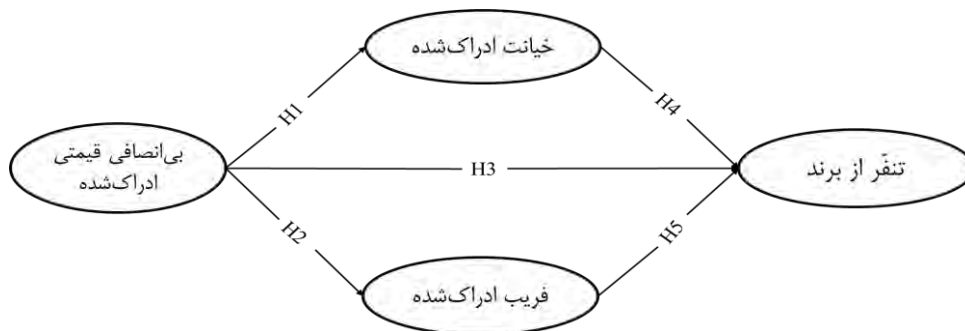 خیانت ادراک‌شده
H1
H4
بی‌انصافی قیمتی
ادراک‌شده
H3
تنفّر از برند
H2
H5
فریب ادراک‌شده